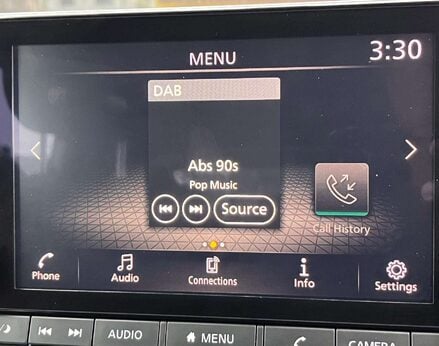 MENU
3:30
DAB
Abs 90s
Pop Music
Source
Call History
Phone
Audio
Connections
Info
Settings
AUDIO
MENU
CAMERA